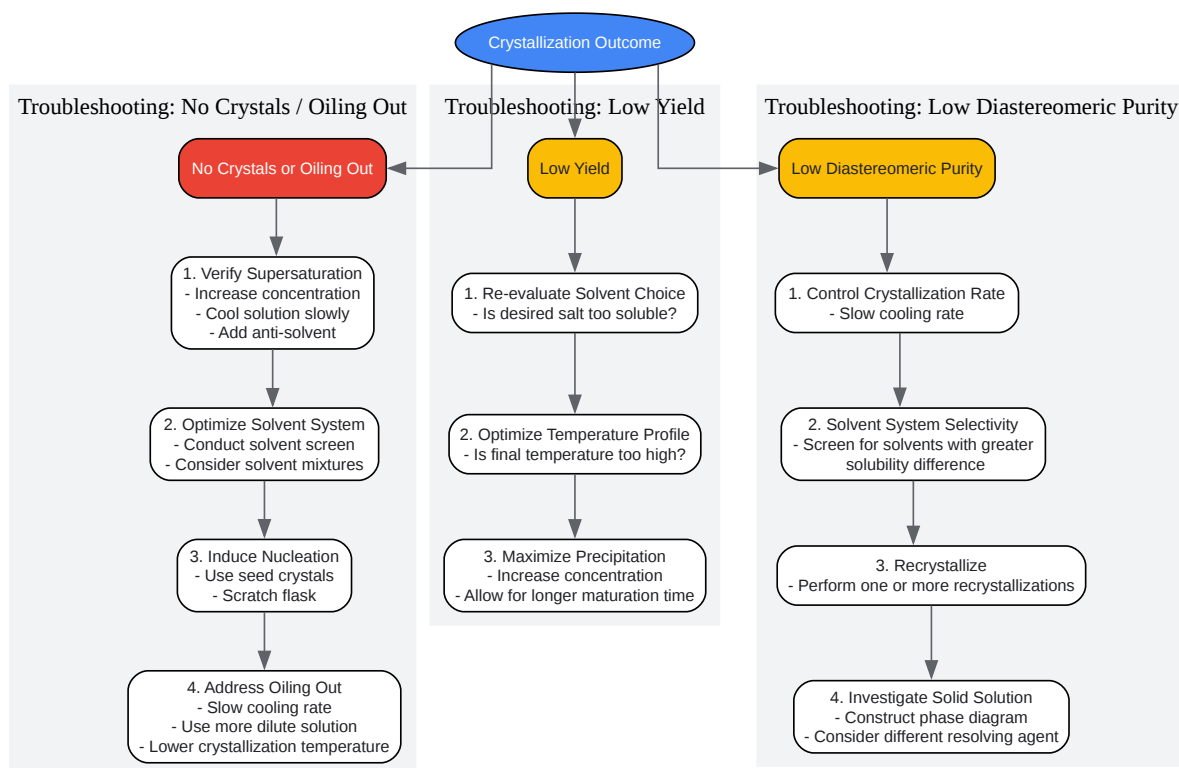 Crystallization Outcome
Troubleshooting: No Crystals / Oiling Out
No Crystals or Oiling Out
1. Verify Supersaturation
- Increase concentration
- Cool solution slowly
- Add anti-solvent
2. Optimize Solvent System
- Conduct solvent screen
- Consider solvent mixtures
3. Induce Nucleation
- Use seed crystals
- Scratch flask
4. Address Oiling Out
- Slow cooling rate
- Use more dilute solution
- Lower crystallization temperature
Troubleshooting: Low Yield
Low Yield
1. Re-evaluate Solvent Choice
- Is desired salt too soluble?
2. Optimize Temperature Profile
- Is final temperature too high?
3. Maximize Precipitation
- Increase concentration
- Allow for longer maturation time
Troubleshooting: Low Diastereomeric Purity
Low Diastereomeric Purity
1. Control Crystallization Rate
- Slow cooling rate
2. Solvent System Selectivity
- Screen for solvents with greater
solubility difference
3. Recrystallize
- Perform one or more recrystallizations
4. Investigate Solid Solution
- Construct phase diagram
- Consider different resolving agent